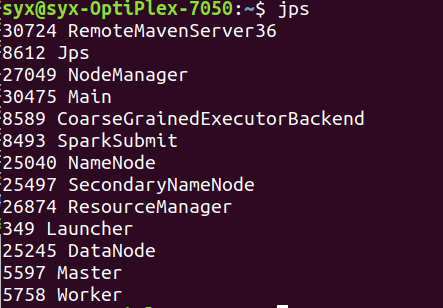 syx@syx-OptiPlex-7050:~$ jps
30724 RemoteMavenServer36
8612 Jps
27049 NodeManager
30475 Main
8589 CoarseGrainedExecutorBackend
8493 SparkSubmit
25040 NameNode
25497 SecondaryNameNode
26874 ResourceManager
349 Launcher
25245 DataNode
5597 Master
5758 Worker